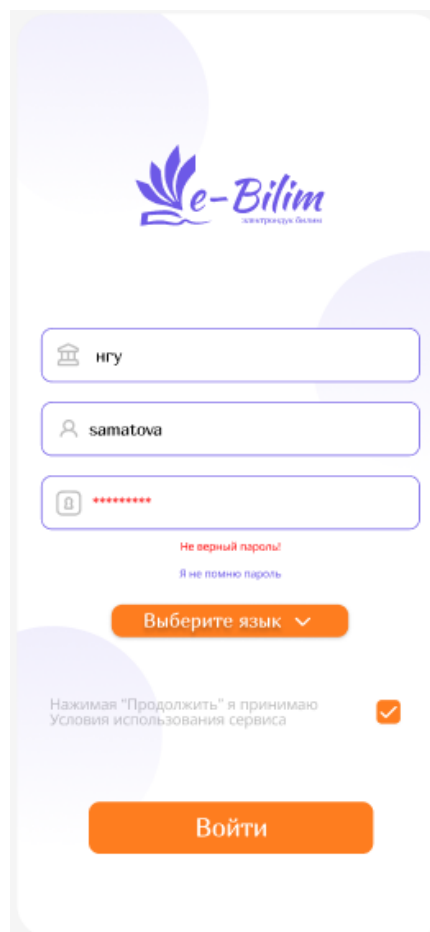 e-Bilim
электрондук билим
нгу
samatova
*********
Не верный пароль!
Я не помню пароль
Выберите язык
Нажимая "Продолжить" я принимаю
Условия использования сервиса
Войти